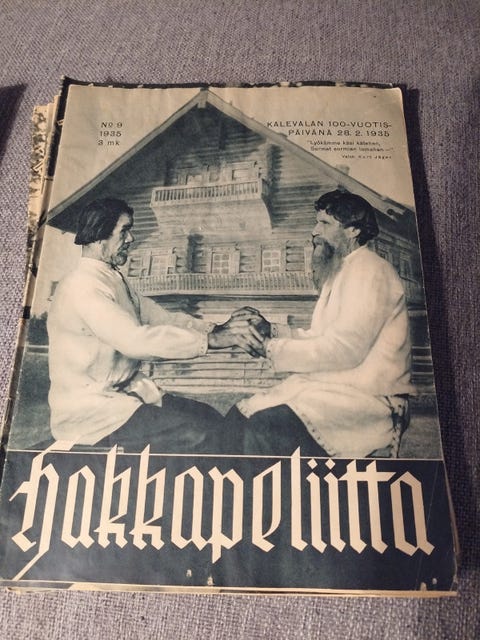 No 9
1935
3 mk
KALEVALAN 100-VUOTIS-
PÄIVÄNÄ 28. 2. 1935
"Lyökämme käsi kätehen,
Sormet sormien lomahan—"
Valok. Kurt Jäger
hakkapeliitta